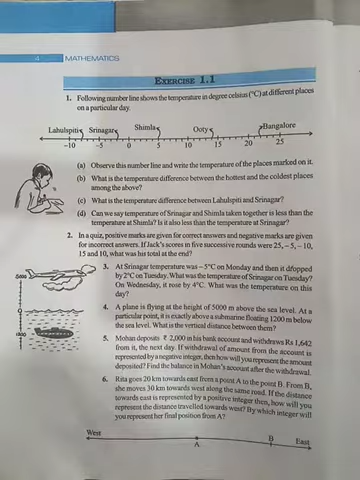 4 MATHEMATICS
EXERCISE 1.1
1. Following number line shows the temperature in degree celsius (°C) at different places
on a particular day.
Lahulspiti Srinagar Shimla Ooty Bangalore
–10 –5 0 5 10 15 20 25
(a) Observe this number line and write the temperature of the places marked on it.
(b) What is the temperature difference between the hottest and the coldest places
among the above?
(c) What is the temperature difference between Lahulspiti and Srinagar?
(d) Can we say temperature of Srinagar and Shimla taken together is less than the
temperature at Shimla? Is it also less than the temperature at Srinagar?
2. In a quiz, positive marks are given for correct answers and negative marks are given
for incorrect answers. If Jack's scores in five successive rounds were 25, – 5, – 10,
15 and 10, what was his total at the end?
3. At Srinagar temperature was – 5°C on Monday and then it dropped
by 2°C on Tuesday. What was the temperature of Srinagar on Tuesday?
On Wednesday, it rose by 4°C. What was the temperature on this
day?
4. A plane is flying at the height of 5000 m above the sea level. At a
particular point, it is exactly above a submarine floating 1200 m below
the sea level. What is the vertical distance between them?
5. Mohan deposits ₹ 2,000 in his bank account and withdraws Rs 1,642
from it, the next day. If withdrawal of amount from the account is
represented by a negative integer, then how will you represent the amount
deposited? Find the balance in Mohan's account after the withdrawal.
6. Rita goes 20 km towards east from a point A to the point B. From B,
she moves 30 km towards west along the same road. If the distance
towards east is represented by a positive integer then, how will you
represent the distance travelled towards west? By which integer will
you represent her final position from A?
West A B East